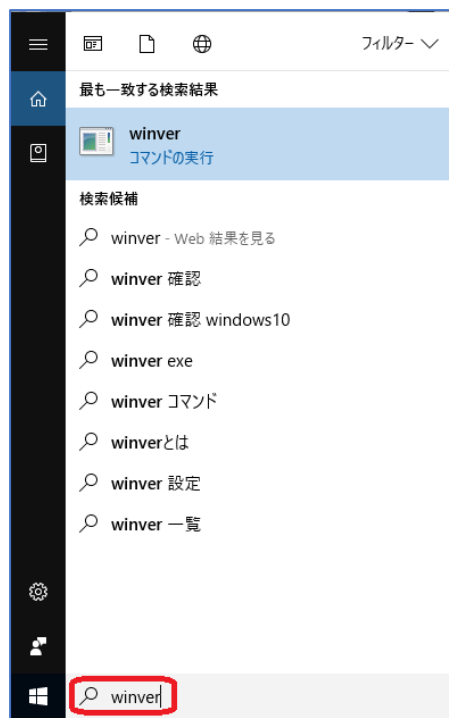 フィルター
最も一致する検索結果
winver
コマンドの実行
検索候補
winver - Web 結果を見る
winver 確認
winver 確認 windows10
winver exe
winver コマンド
winverとは
winver 設定
winver 一覧
winver